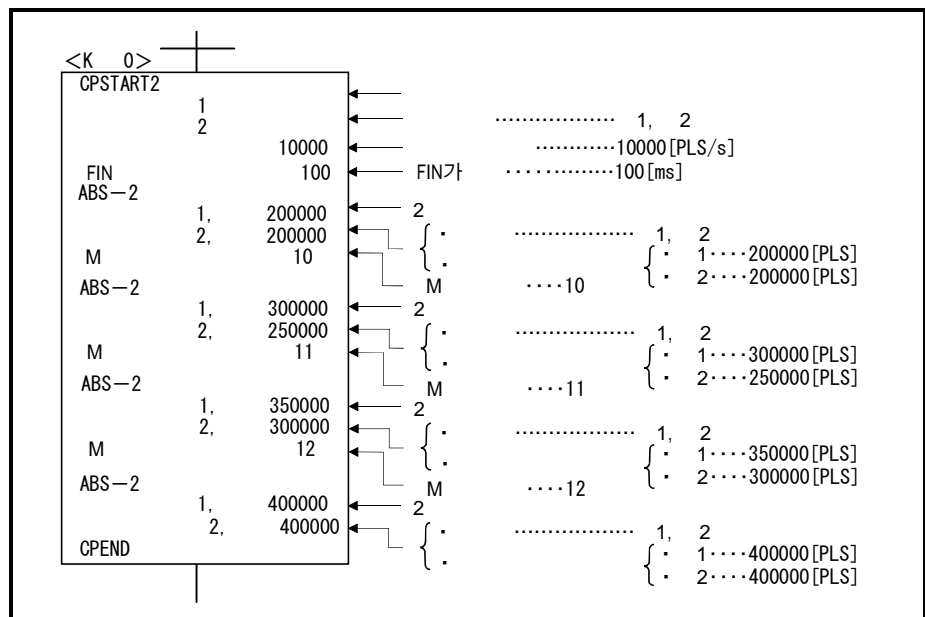 <K 0>
CPSTART2
1
2 ·················· 1, 2
10000 ············10000[PLS/s]
FIN 100 FIN가 ··············100[ms]
ABS-2
1, 200000 2
2, 200000 · ·················· 1, 2
M 10 · · 1····200000[PLS]
ABS-2 M ····10 · 2····200000[PLS]
1, 300000 2
2, 250000 · ·················· 1, 2
M 11 · · 1····300000[PLS]
ABS-2 M ····11 · 2····250000[PLS]
1, 350000 2
2, 300000 · ·················· 1, 2
M 12 · · 1····350000[PLS]
ABS-2 M ····12 · 2····300000[PLS]
1, 400000 2
2, 400000 · ·················· 1, 2
CPEND · · 1····400000[PLS]
· 2····400000[PLS]